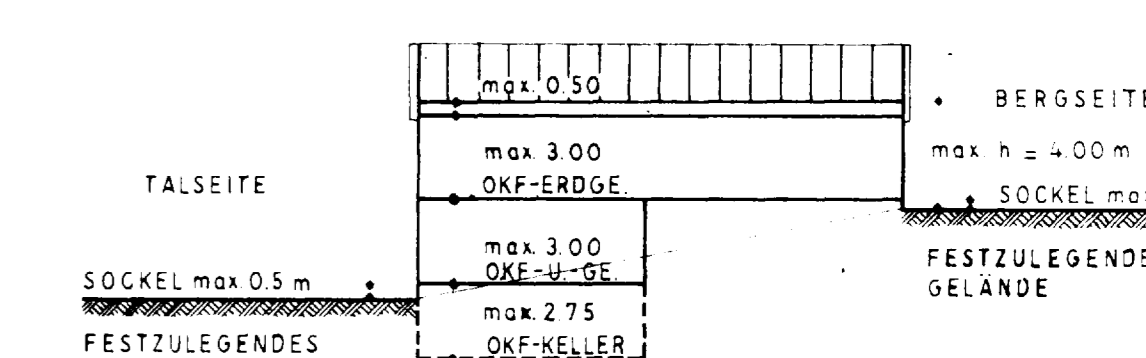 max. 0.50
BERGSEITE
max. 3.00
max. h = 4.00 m
TALSEITE
OKF-ERDGE.
SOCKEL max
max. 3.00
OKF-U.-GE.
FESTZULEGENDE
GELÄNDE
SOCKEL max. 0.5 m
max. 2.75
FESTZULEGENDES
OKF-KELLER